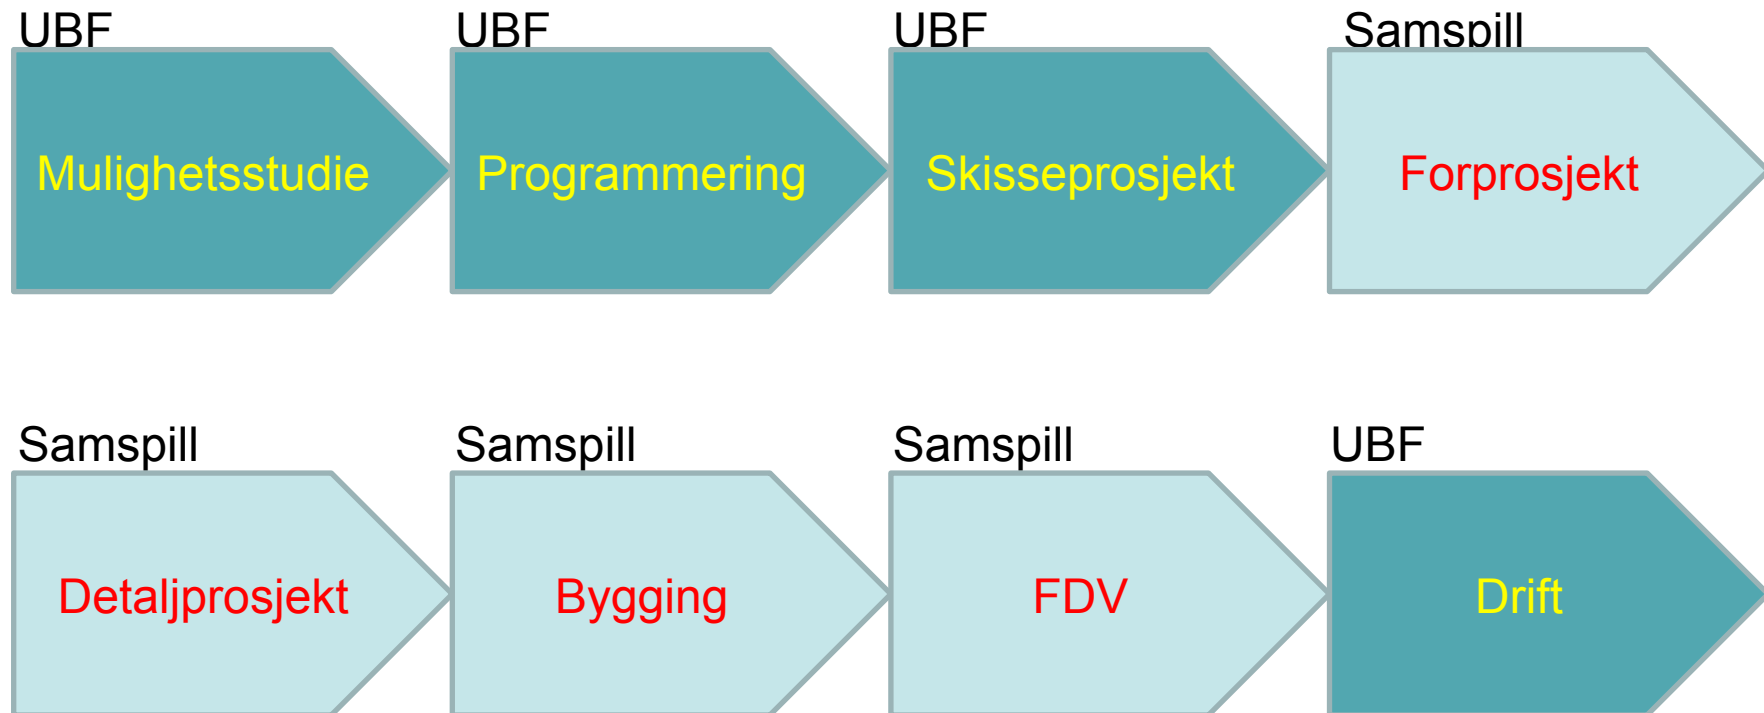 UBF
UBF
UBF
Samspill
Mulighetsstudie
Programmering
Skisseprosjekt
Forprosjekt
Samspill
Samspill
Samspill
UBF
Detaljprosjekt
Bygging
FDV
Drift